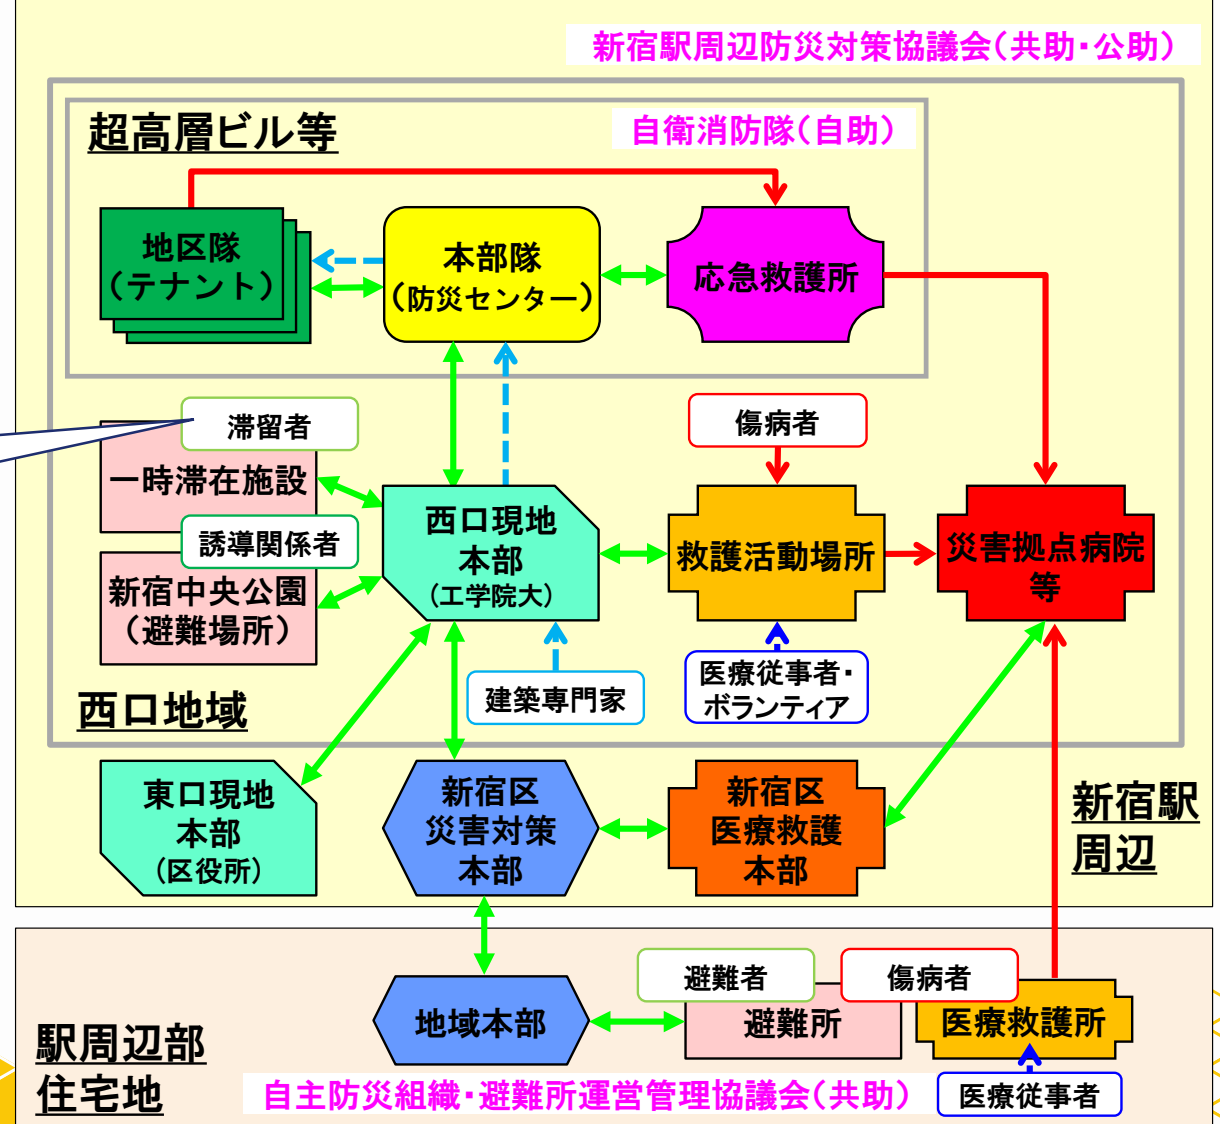 新宿駅周辺防災対策協議会（共助・公助）
超高層ビル等
自衛消防隊（自助）
地区隊
（テナント）
本部隊
（防災センター）
応急救護所
滞留者
一時滞在施設
誘導関係者
新宿中央公園
（避難場所）
西口現地
本部
（工学院大）
傷病者
救護活動場所
災害拠点病院
等
建築専門家
医療従事者・
ボランティア
西口地域
東口現地
本部
（区役所）
新宿区
災害対策
本部
新宿区
医療救護
本部
新宿駅
周辺
駅周辺部
住宅地
地域本部
避難者
避難所
傷病者
医療救護所
医療従事者
自主防災組織・避難所運営管理協議会（共助）